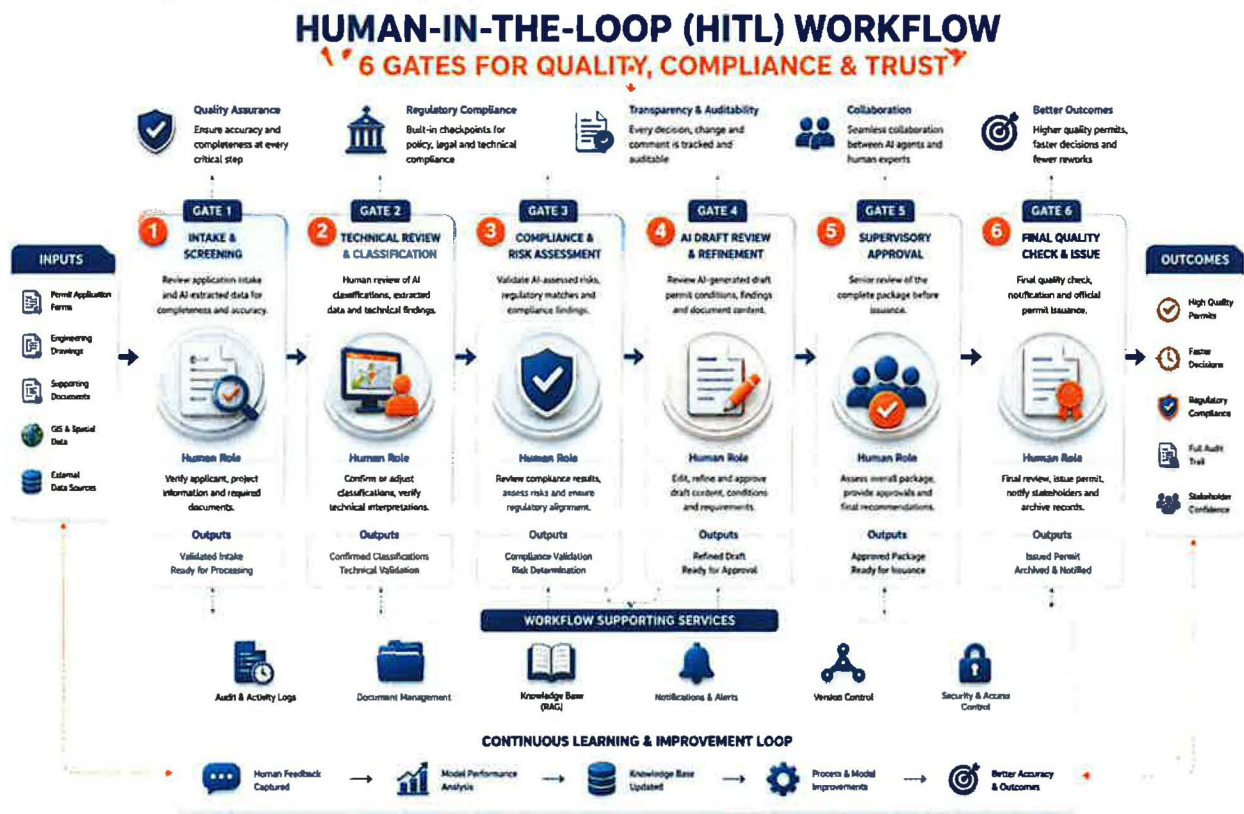 HUMAN-IN-THE-LOOP (HITL) WORKFLOW
6 GATES FOR QUALITY, COMPLIANCE & TRUST
Quality Assurance
Ensure accuracy and
completeness at every
critical step
Regulatory Compliance
Built-in checkpoints for
policy, legal and technical
compliance
Transparency & Auditability
Every decision, change and
comment is tracked and
auditable
Collaboration
Seamless collaboration
between AI agents and
human experts
Better Outcomes
Higher quality permits,
faster decisions and
fewer reworks
INPUTS
Permit Application
Forms
Engineering
Drawings
Supporting
Documents
GIS & Spatial
Data
External
Data Sources
GATE 1
1
INTAKE &
SCREENING
Review application intake
and AI-extracted data for
completeness and accuracy.
Human Role
Verify applicant, project
information and required
documents.
Outputs
Validated Intake
Ready for Processing
GATE 2
2
TECHNICAL REVIEW
& CLASSIFICATION
Human review of AI
classifications, extracted
data and technical findings.
Human Role
Confirm or adjust
classifications, verify
technical interpretations.
Outputs
Confirmed Classifications
Technical Validation
GATE 3
3
COMPLIANCE &
RISK ASSESSMENT
Validate AI-assessed risks,
regulatory matches and
compliance findings.
Human Role
Review compliance results,
assess risks and ensure
regulatory alignment.
Outputs
Compliance Validation
Risk Determination
GATE 4
4
AI DRAFT REVIEW
& REFINEMENT
Review AI-generated draft
permit conditions, findings
and document content.
Human Role
Edit, refine and approve
draft content, conditions
and requirements.
Outputs
Refined Draft
Ready for Approval
GATE 5
5
SUPERVISORY
APPROVAL
Senior review of the
complete package before
issuance.
Human Role
Assess overall package,
provide approvals and
final recommendations.
Outputs
Approved Package
Ready for Issuance
GATE 6
6
FINAL QUALITY
CHECK & ISSUE
Final quality check,
notification and official
permit issuance.
Human Role
Final review, issue permit,
notify stakeholders and
archive records.
Outputs
Issued Permit
Archived & Notified
OUTCOMES
High Quality
Permits
Faster
Decisions
Regulatory
Compliance
Full Audit
Trail
Stakeholder
Confidence
WORKFLOW SUPPORTING SERVICES
Audit & Activity Logs
Document Management
Knowledge Base
(RAG)
Notifications & Alerts
Version Control
Security & Access
Control
CONTINUOUS LEARNING & IMPROVEMENT LOOP
Human Feedback
Captured
Model Performance
Analysis
Knowledge Base
Updated
Process & Model
Improvements
Better Accuracy
& Outcomes